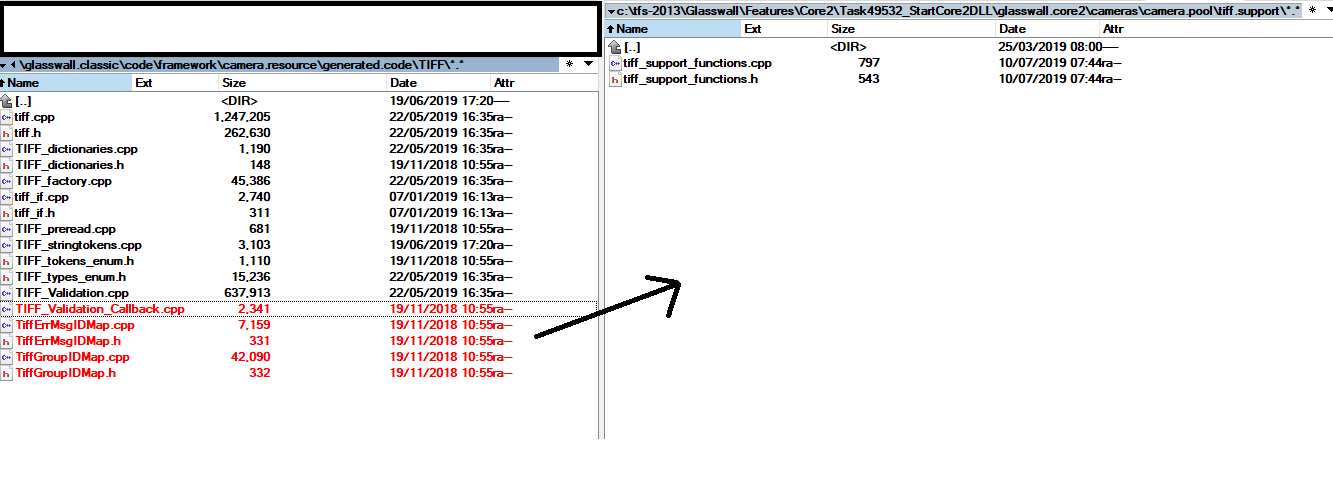 \glasswall.classic\code\framework\camera.resource\generated.code\TIFF\*.*
Name Ext Size Date Attr
[..] <DIR> 19/06/2019 17:20----
tiff.cpp 1,247,205 22/05/2019 16:35ra--
tiff.h 262,630 22/05/2019 16:35ra--
TIFF_dictionaries.cpp 1,190 22/05/2019 16:35ra--
TIFF_dictionaries.h 148 19/11/2018 10:55ra--
TIFF_factory.cpp 45,386 22/05/2019 16:35ra--
tiff_if.cpp 2,740 07/01/2019 16:13ra--
tiff_if.h 311 07/01/2019 16:13ra--
TIFF_preread.cpp 681 19/11/2018 10:55ra--
TIFF_stringtokens.cpp 3,103 19/06/2019 17:20ra--
TIFF_tokens_enum.h 1,110 19/11/2018 10:55ra--
TIFF_types_enum.h 15,236 22/05/2019 16:35ra--
TIFF_Validation.cpp 637,913 22/05/2019 16:35ra--
TIFF_Validation_Callback.cpp 2,341 19/11/2018 10:55ra--
TiffErrMsgIDMap.cpp 7,159 19/11/2018 10:55ra--
TiffErrMsgIDMap.h 331 19/11/2018 10:55ra--
TiffGroupIDMap.cpp 42,090 19/11/2018 10:55ra--
TiffGroupIDMap.h 332 19/11/2018 10:55ra--
c:\tfs-2013\Glasswall\Features\Core2\Task49532_StartCore2DLL\glasswall.core2\cameras\camera.pool\tiff.support\*.*
Name Ext Size Date Attr
[..] <DIR> 25/03/2019 08:00----
tiff_support_functions.cpp 797 10/07/2019 07:44ra--
tiff_support_functions.h 543 10/07/2019 07:44ra--